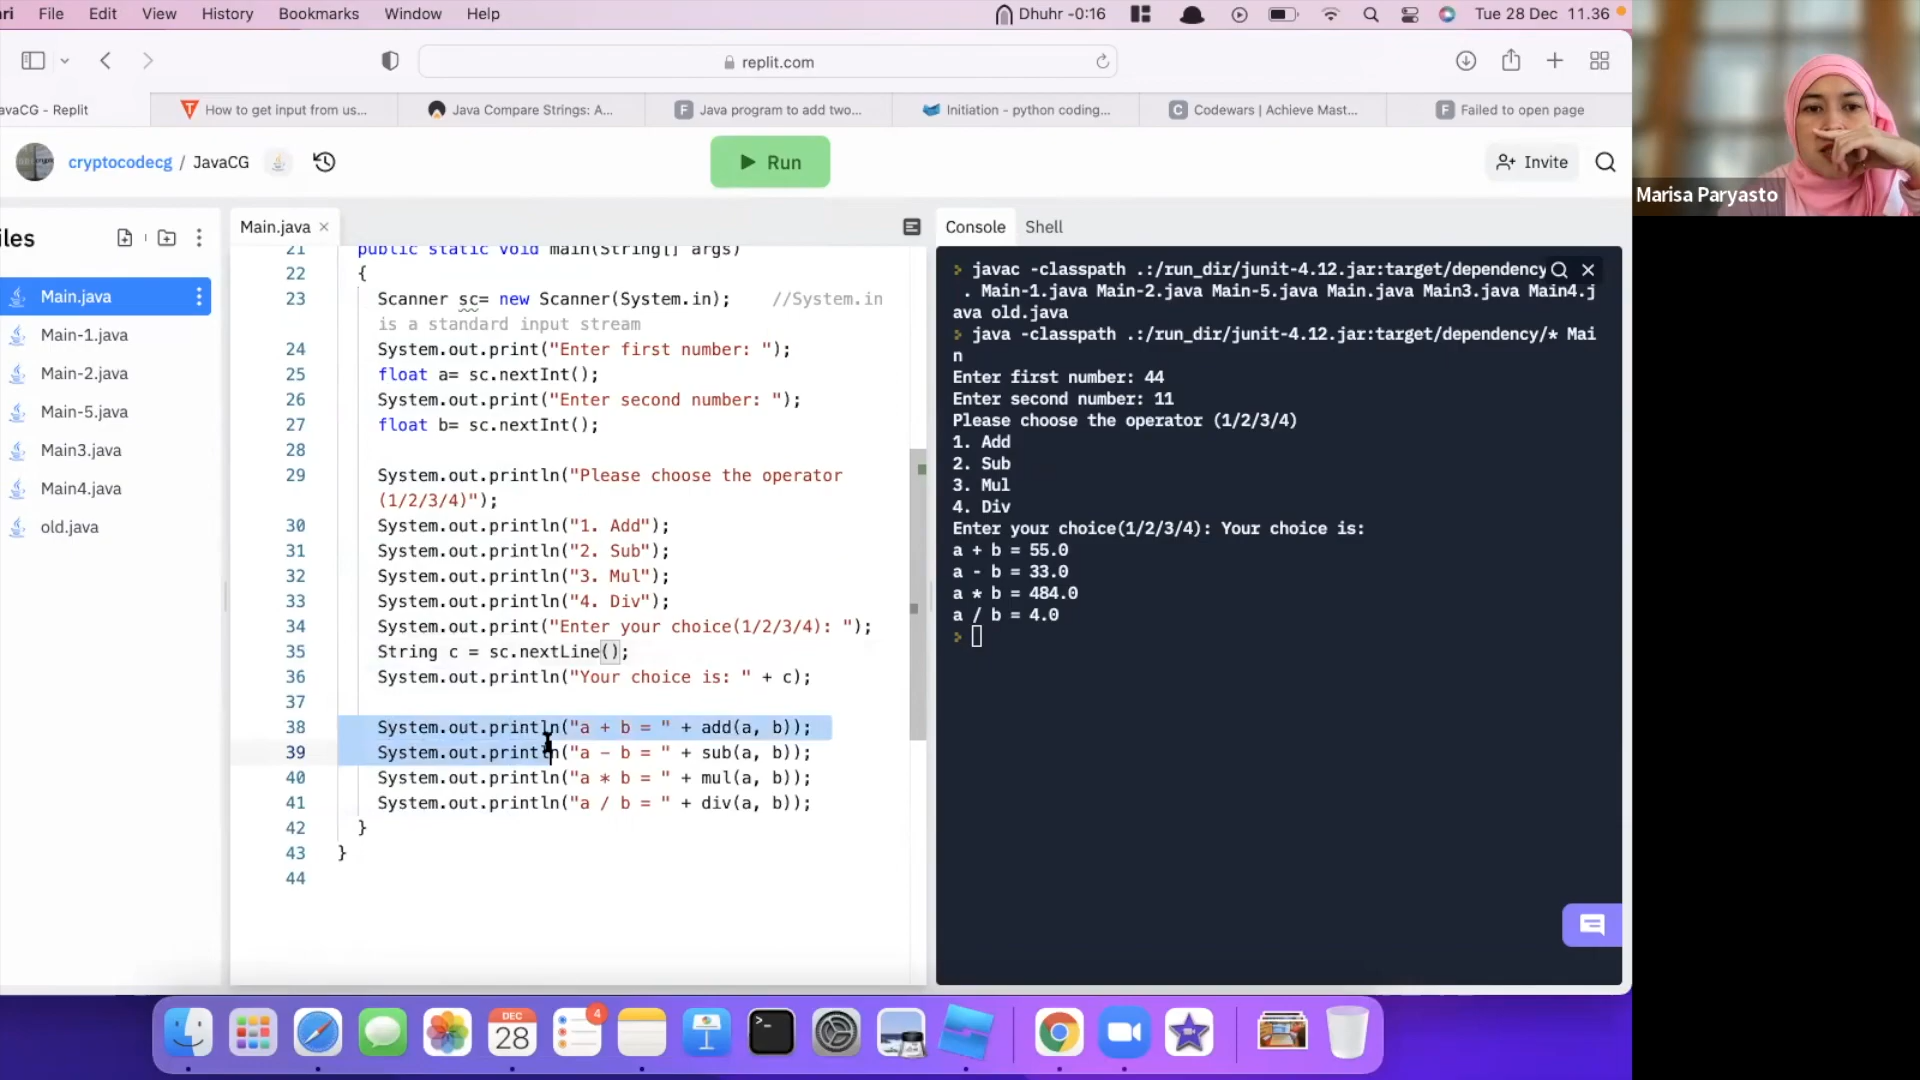 ri File Edit View History Bookmarks Window Help Dhuhr -0:16 Tue 28 Dec 11.36
replit.com
avaCG - Replit
How to get input from us...
Java Compare Strings: A...
Java program to add two...
Initiation - python coding...
Codewars | Achieve Mast...
Failed to open page
cryptocodecg / JavaCG
Run
Invite
Marisa Paryasto
iles
Main.java
Main-1.java
Main-2.java
Main-5.java
Main3.java
Main4.java
old.java
Main.java ×
21 public static void main(String[] args)
22 {
23 Scanner sc= new Scanner(System.in); //System.in
is a standard input stream
24 System.out.print("Enter first number: ");
25 float a= sc.nextInt();
26 System.out.print("Enter second number: ");
27 float b= sc.nextInt();
28
29 System.out.println("Please choose the operator
(1/2/3/4)");
30 System.out.println("1. Add");
31 System.out.println("2. Sub");
32 System.out.println("3. Mul");
33 System.out.println("4. Div");
34 System.out.print("Enter your choice(1/2/3/4): ");
35 String c = sc.nextLine();
36 System.out.println("Your choice is: " + c);
37
38 System.out.println("a + b = " + add(a, b));
39 System.out.println("a - b = " + sub(a, b));
40 System.out.println("a * b = " + mul(a, b));
41 System.out.println("a / b = " + div(a, b));
42 }
43 }
44
Console Shell
javac -classpath .:/run_dir/junit-4.12.jar:target/dependency
. Main-1.java Main-2.java Main-5.java Main.java Main3.java Main4.j
ava old.java
java -classpath .:/run_dir/junit-4.12.jar:target/dependency/* Mai
n
Enter first number: 44
Enter second number: 11
Please choose the operator (1/2/3/4)
1. Add
2. Sub
3. Mul
4. Div
Enter your choice(1/2/3/4): Your choice is:
a + b = 55.0
a - b = 33.0
a * b = 484.0
a / b = 4.0
DEC
28
4